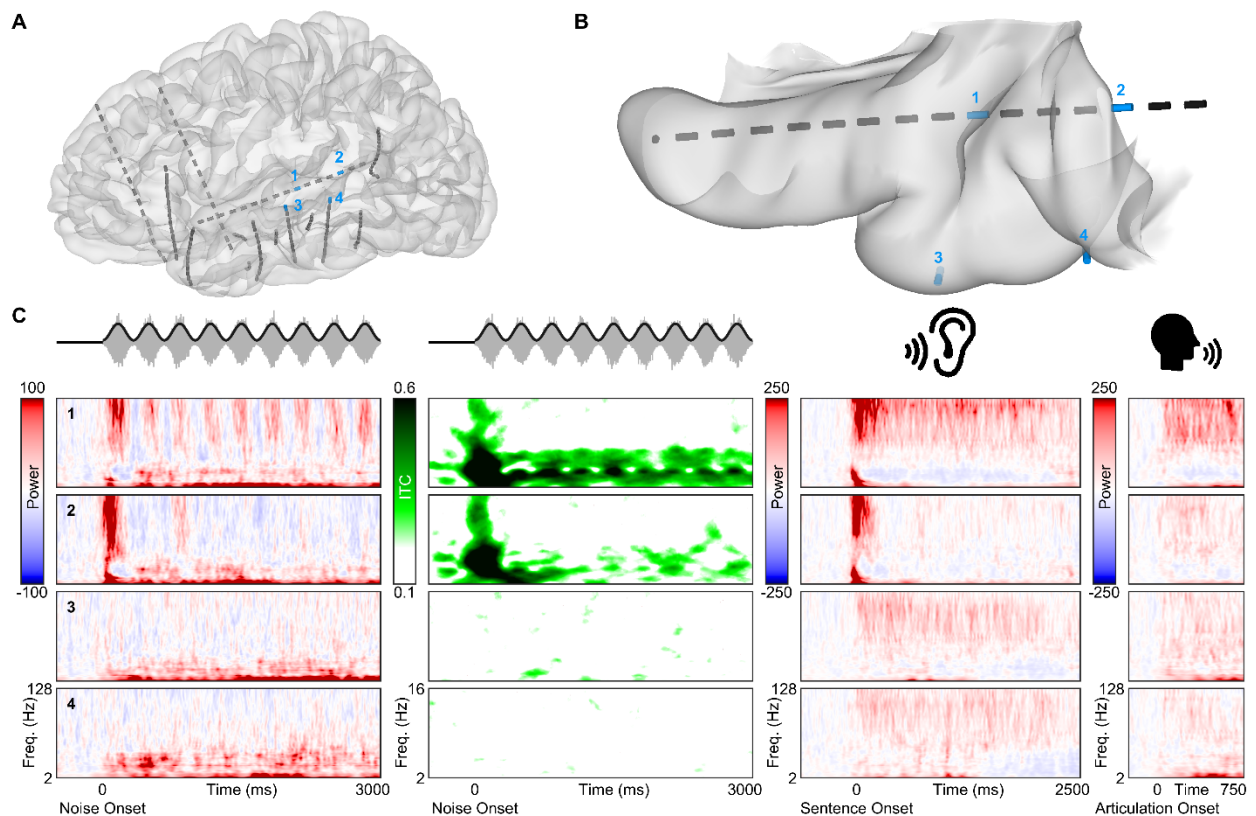 A
B
1
2
3
4
1
2
3
4
C
100
Power
-100
1
2
3
4
128
Freq. (Hz)
2
0
Time (ms)
3000
Noise Onset
0.6
ITC
0.1
16
Freq. (Hz)
2
0
Time (ms)
3000
Noise Onset
250
Power
-250
128
Freq. (Hz)
2
0
Time (ms)
2500
Sentence Onset
250
Power
-250
128
Freq. (Hz)
2
0
Time
750
Articulation Onset